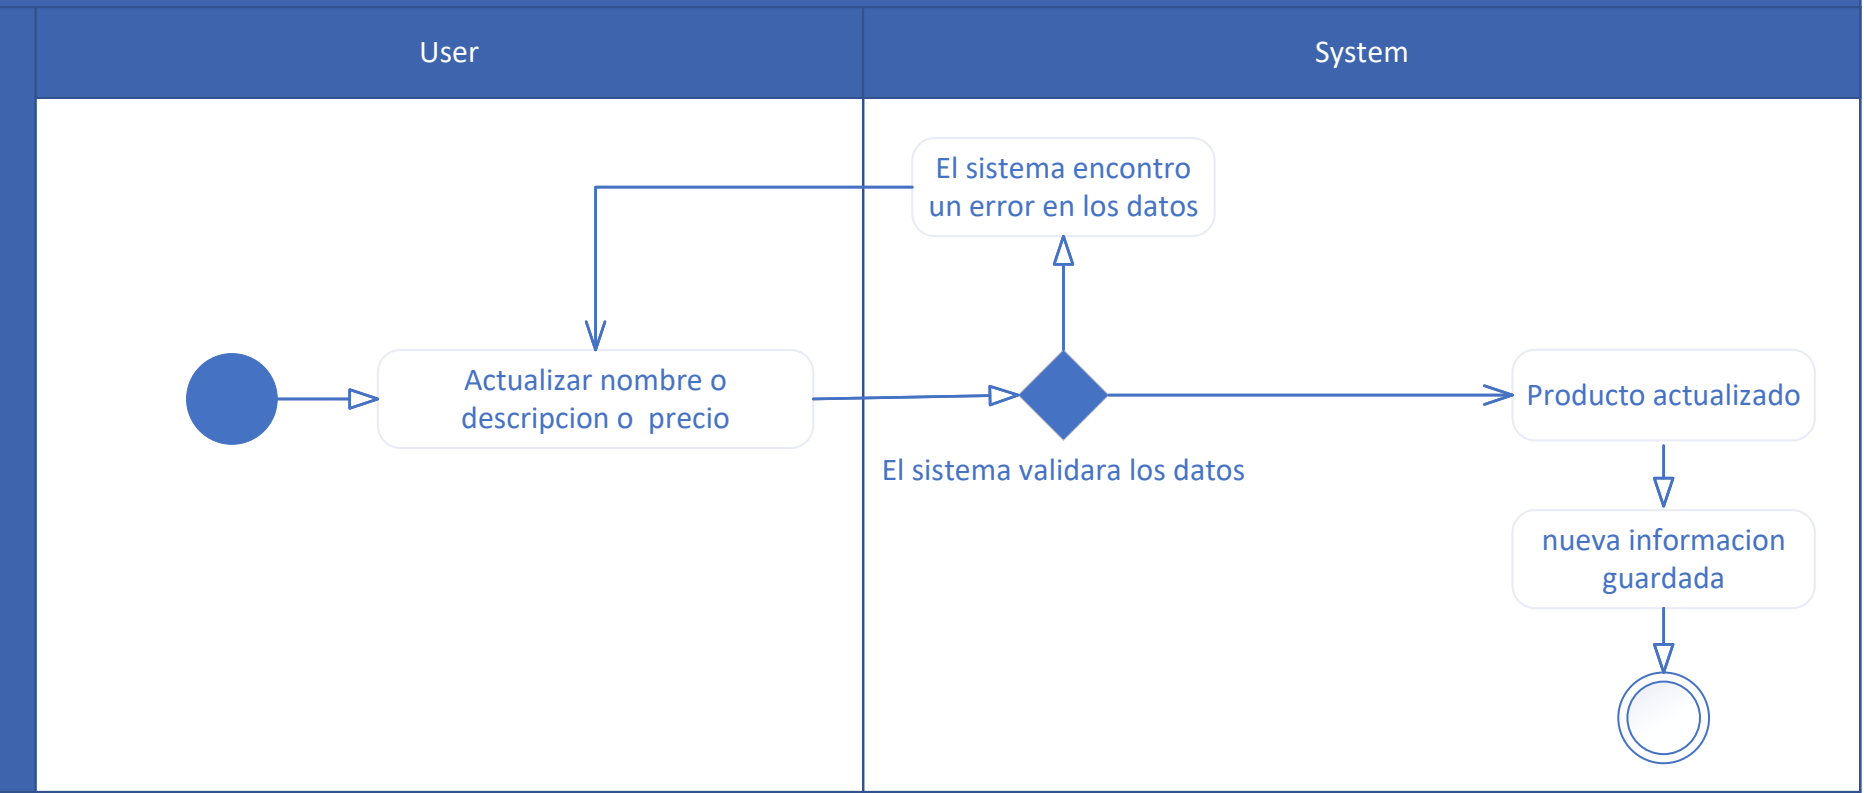 User
System
El sistema encontro
un error en los datos
Actualizar nombre o
descripcion o  precio
El sistema validara los datos
Producto actualizado
nueva informacion
guardada